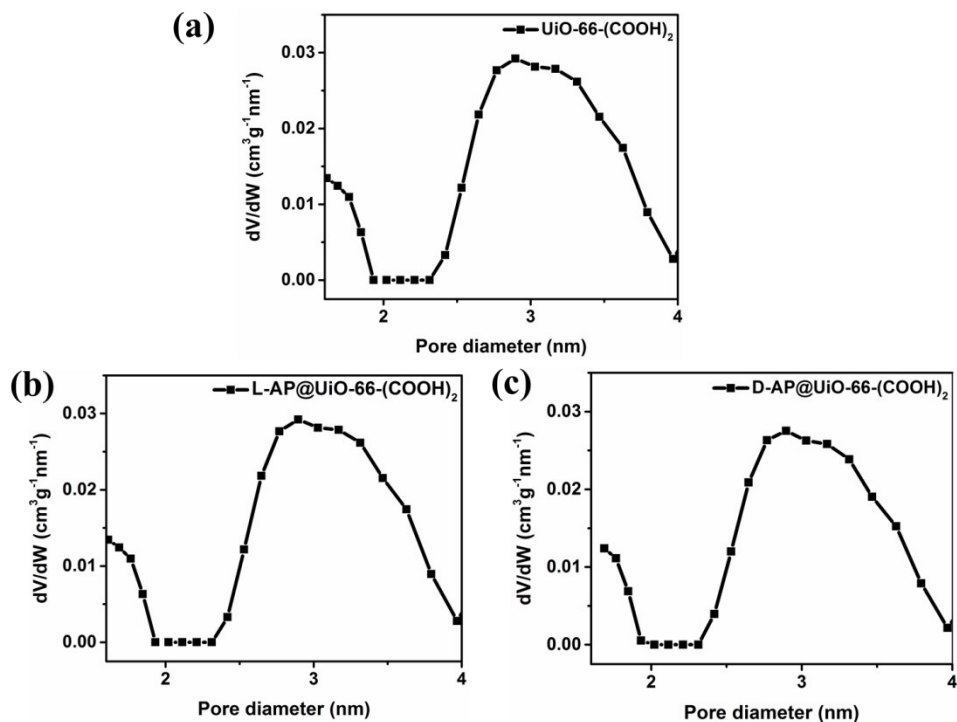 (a)
UiO-66-(COOH)₂
dV/dW (cm³g⁻¹nm⁻¹)
0.03
0.02
0.01
0.00
2 3 4
Pore diameter (nm)
(b)
L-AP@UiO-66-(COOH)₂
dV/dW (cm³g⁻¹nm⁻¹)
0.03
0.02
0.01
0.00
2 3 4
Pore diameter (nm)
(c)
D-AP@UiO-66-(COOH)₂
dV/dW (cm³g⁻¹nm⁻¹)
0.03
0.02
0.01
0.00
2 3 4
Pore diameter (nm)